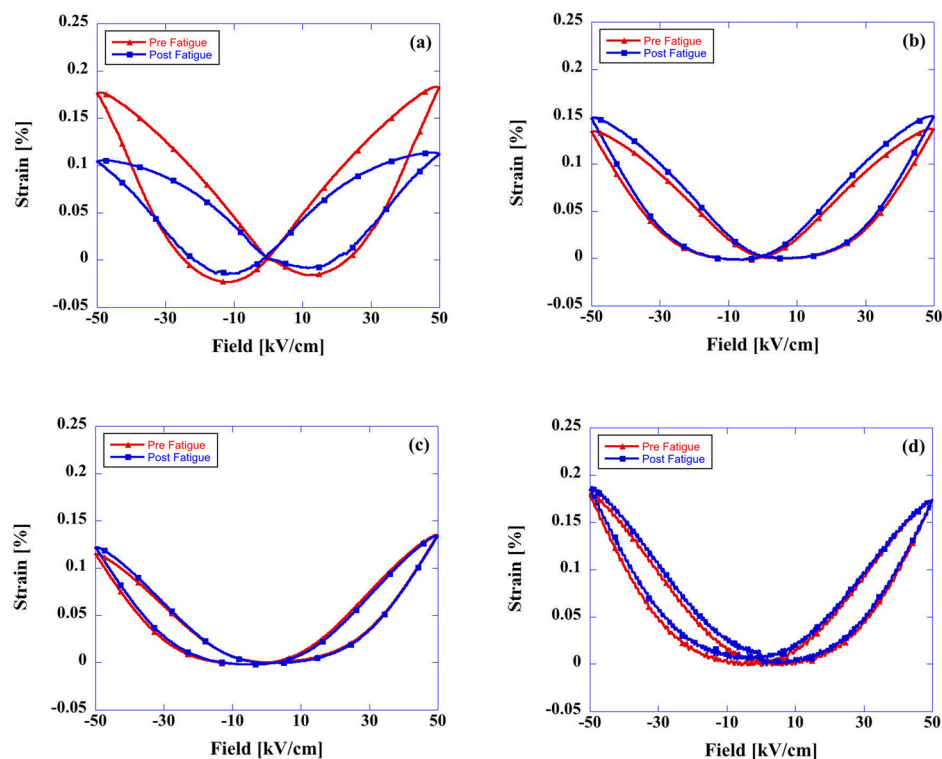 0.25
(a)
Pre Fatigue
Post Fatigue
0.2
0.15
0.1
0.05
0
-0.05
Strain [%]
-50 -30 -10 10 30 50
Field [kV/cm]
0.25
(b)
Pre Fatigue
Post Fatigue
0.2
0.15
0.1
0.05
0
-0.05
Strain [%]
-50 -30 -10 10 30 50
Field [kV/cm]
0.25
(c)
Pre Fatigue
Post Fatigue
0.2
0.15
0.1
0.05
0
-0.05
Strain [%]
-50 -30 -10 10 30 50
Field [kV/cm]
0.25
(d)
Pre Fatigue
Post Fatigue
0.2
0.15
0.1
0.05
0
-0.05
Strain [%]
-50 -30 -10 10 30 50
Field [kV/cm]